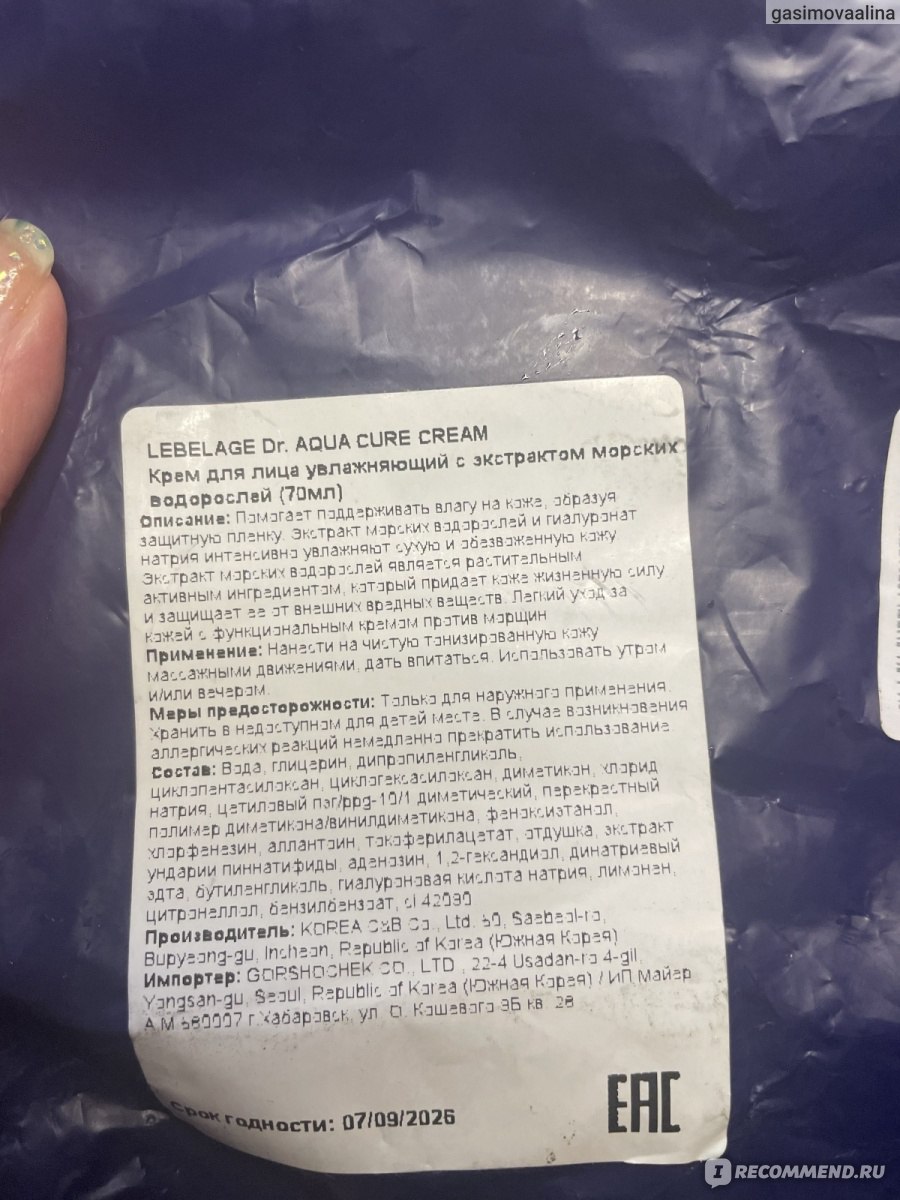 gasimovaalina
LEBELAGE Dr. AQUA CURE CREAM
Крем для лица увлажняющий с экстрактом морских
водорослей (70мл)
Описание: Помогает поддерживать влагу на коже, образуя
защитную пленку. Экстракт морских водорослей и гиалуронат
натрия интенсивно увлажняют сухую и обезвоженную кожу
Экстракт морских водорослей является растительным
активным ингредиентом, который придает коже жизненную силу
и защищает ее от внешних вредных веществ. Легкий уход за
кожей с функциональным кремом против морщин
Применение: Нанести на чистую тонизированную кожу
массажными движениями, дать впитаться. Использовать утром
и/или вечером.
Меры предосторожности: Только для наружного применения.
Хранить в недоступном для детей месте. В случае возникновения
аллергических реакций немедленно прекратить использование.
Состав: Вода, глицерин, дипропиленгликоль,
циклопентасилоксан, циклогексасилоксан, диметикон, хлорид
натрия, цетиловый пэг/ppg-10/1 диметический, перекрестный
полимер диметикона/винилдиметикона, феноксиэтанол,
хлорфенезин, аллантоин, токоферилацетат, отдушка, экстракт
ундарии пиннатифиды, аденозин, 1,2-гександиол, динатриевый
эдта, бутиленгликоль, гиалуроновая кислота натрия, лимонен,
цитронеллол, бензилбензоат, ci 42090
Производитель: KOREA C&B Co., Ltd. 60, Saebeol-ro,
Bupyeong-gu, Incheon, Republic of Korea (Южная Корея)
Импортер: GORSHOCHEK CO., LTD., 22-4 Usadan-ro 4-gil,
Yongsan-gu, Seoul, Republic of Korea (Южная Корея) / ИП Майер
А.М 680007 г.Хабаровск, ул. О. Кошевого 3Б кв. 28
Срок годности: 07/09/2026
EAC
IRECOMMEND.RU